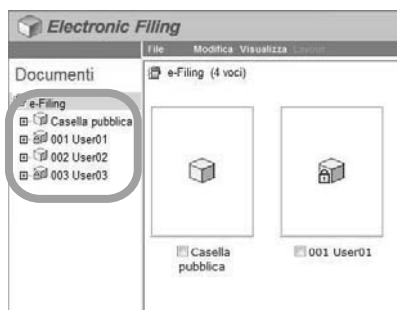 Electronic Filing
File Modifica Visualizza Layout
Documenti
e-Filing
Casella pubblica
001 User01
002 User02
003 User03
e-Filing (4 voci)
Casella pubblica
001 User01